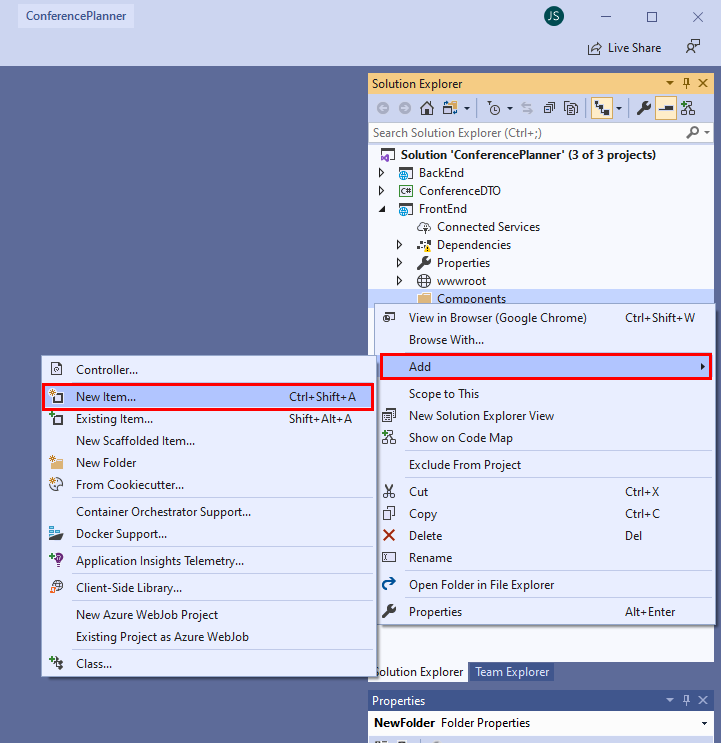 ConferencePlanner
JS
Live Share
Solution Explorer
Search Solution Explorer (Ctrl+;)
Solution 'ConferencePlanner' (3 of 3 projects)
BackEnd
C# ConferenceDTO
FrontEnd
Connected Services
Dependencies
Properties
wwwroot
Components
View in Browser (Google Chrome) Ctrl+Shift+W
Browse With...
Add
Scope to This
New Solution Explorer View
Show on Code Map
Exclude From Project
Cut Ctrl+X
Copy Ctrl+C
Delete Del
Rename
Open Folder in File Explorer
Properties Alt+Enter
Controller...
New Item... Ctrl+Shift+A
Existing Item... Shift+Alt+A
New Scaffolded Item...
New Folder
From Cookiecutter...
Container Orchestrator Support...
Docker Support...
Application Insights Telemetry...
Client-Side Library...
New Azure WebJob Project
Existing Project as Azure WebJob
Class...
Solution Explorer Team Explorer
Properties
NewFolder Folder Properties